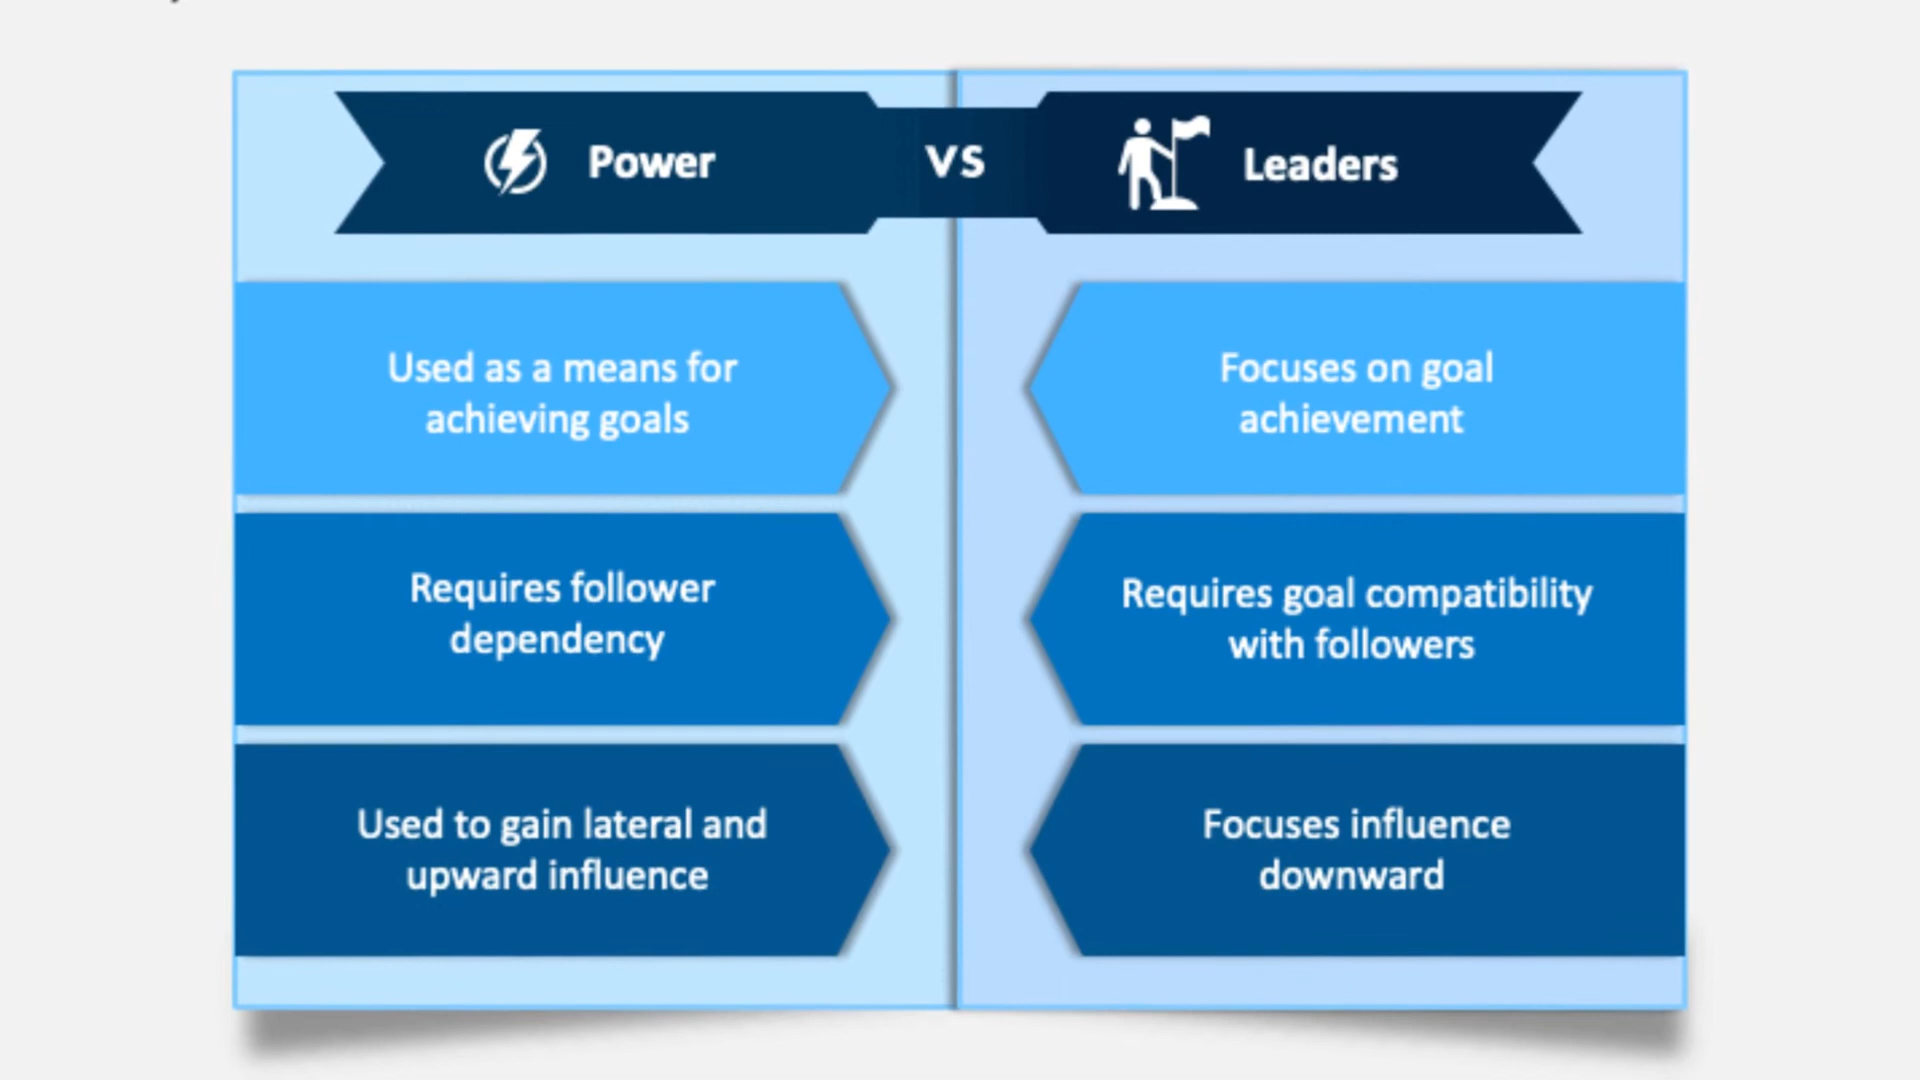 Power
VS
Leaders
Used as a means for
achieving goals
Focuses on goal
achievement
Requires follower
dependency
Requires goal compatibility
with followers
Used to gain lateral and
upward influence
Focuses influence
downward